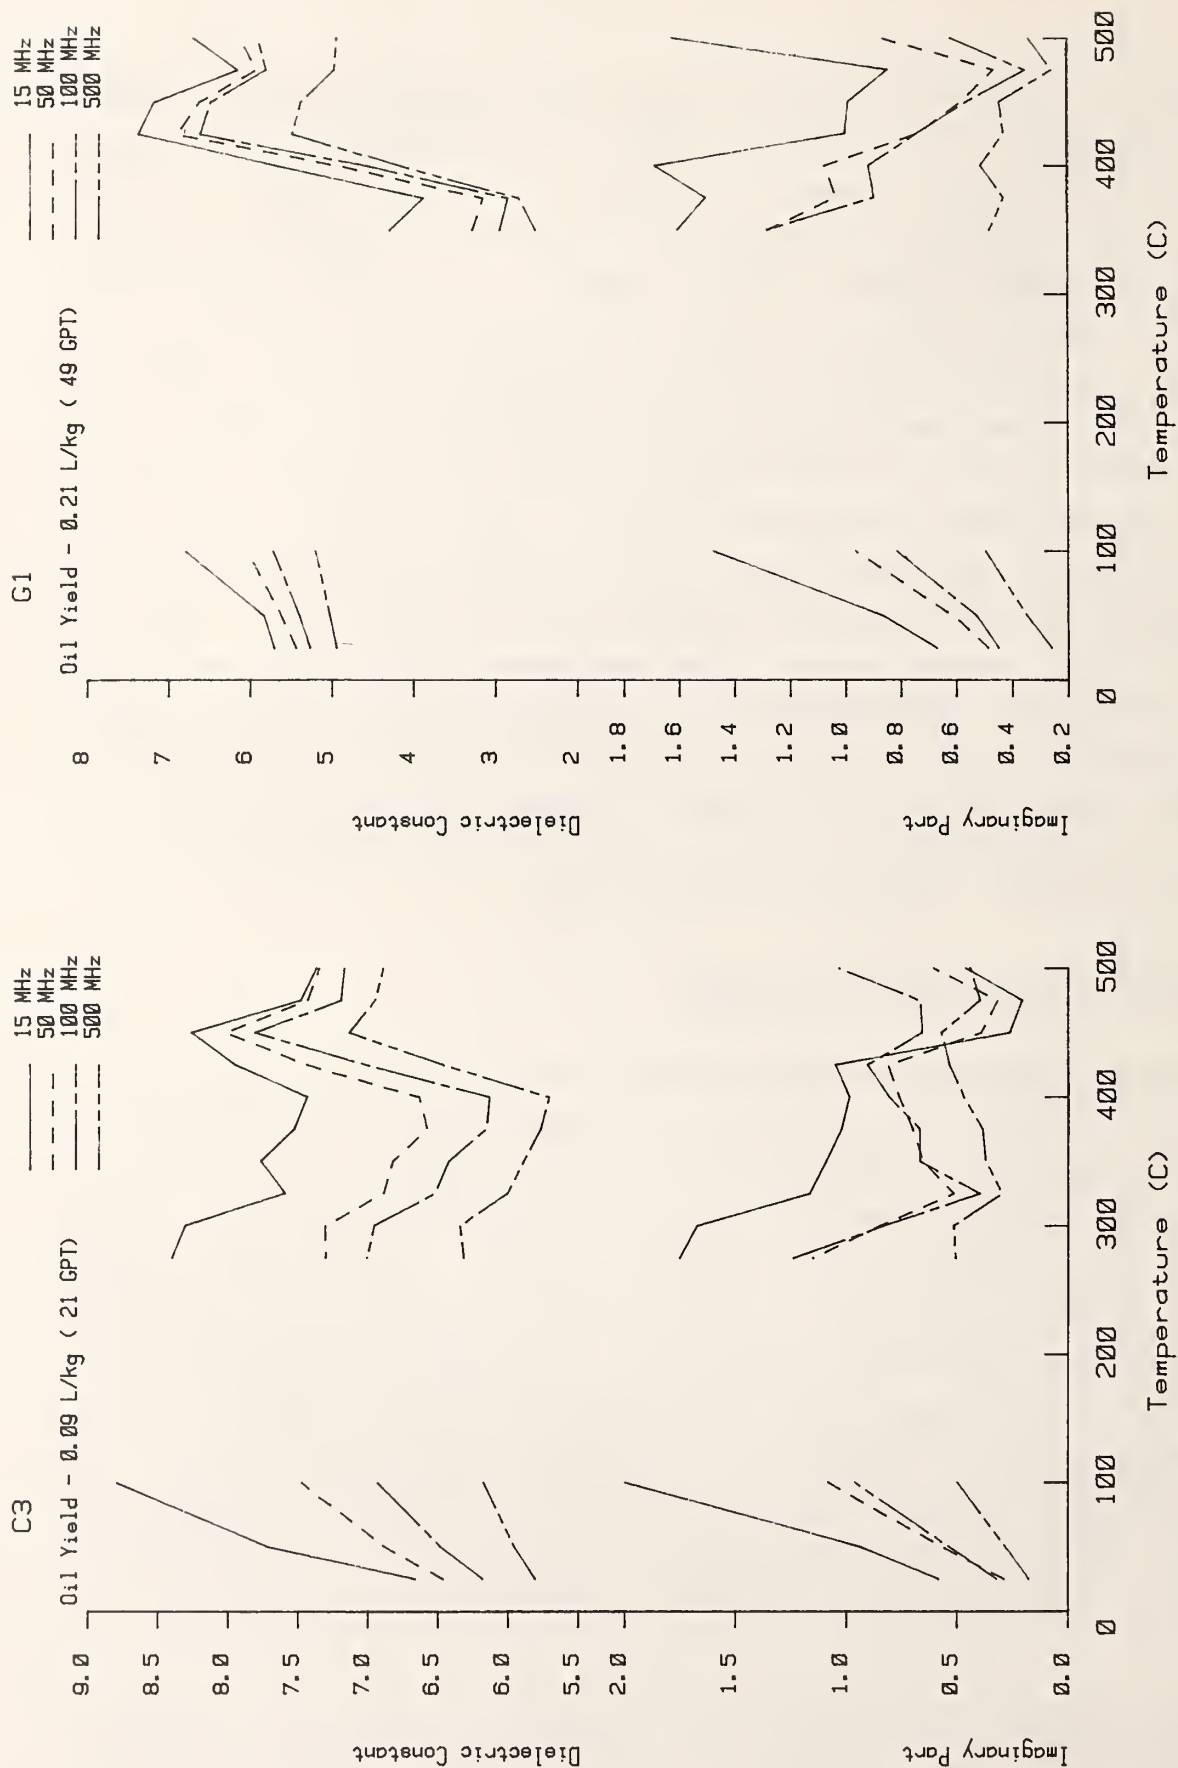 C3
Oil Yield - 0.09 L/kg ( 21 GPT)
15 MHz
50 MHz
100 MHz
500 MHz
9.0
8.5
8.0
7.5
7.0
6.5
6.0
5.5
Dielectric Constant
2.0
1.5
1.0
0.5
0.0
Imaginary Part
0 100 200 300 400 500
Temperature (C)
G1
Oil Yield - 0.21 L/kg ( 49 GPT)
15 MHz
50 MHz
100 MHz
500 MHz
8
7
6
5
4
3
2
Dielectric Constant
1.8
1.6
1.4
1.2
1.0
0.8
0.6
0.4
0.2
Imaginary Part
0 100 200 300 400 500
Temperature (C)